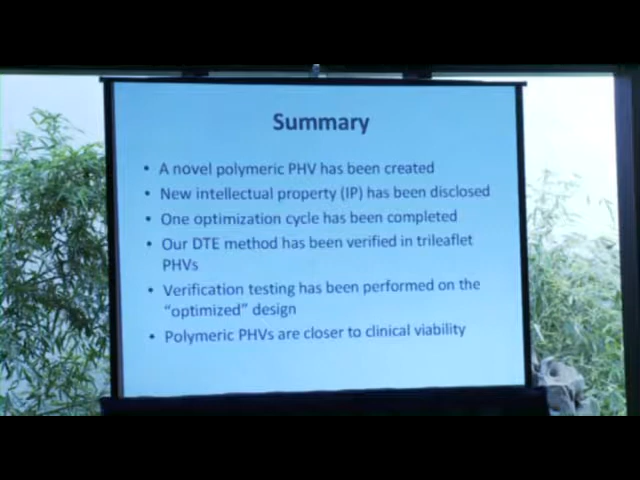 Summary
• A novel polymeric PHV has been created
• New intellectual property (IP) has been disclosed
• One optimization cycle has been completed
• Our DTE method has been verified in trileaflet
PHVs
• Verification testing has been performed on the
“optimized” design
• Polymeric PHVs are closer to clinical viability